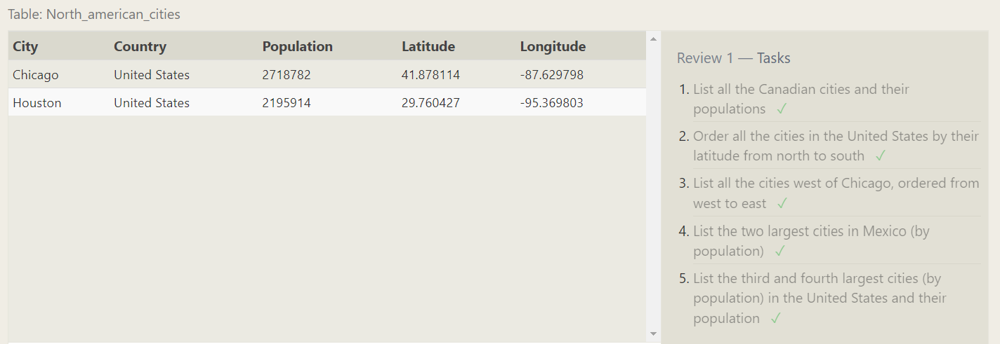 Table: North_american_cities
City Country Population Latitude Longitude
Chicago United States 2718782 41.878114 -87.629798
Houston United States 2195914 29.760427 -95.369803
Review 1 — Tasks
1. List all the Canadian cities and their
populations ✓
2. Order all the cities in the United States by their
latitude from north to south ✓
3. List all the cities west of Chicago, ordered from
west to east ✓
4. List the two largest cities in Mexico (by
population) ✓
5. List the third and fourth largest cities (by
population) in the United States and their
population ✓